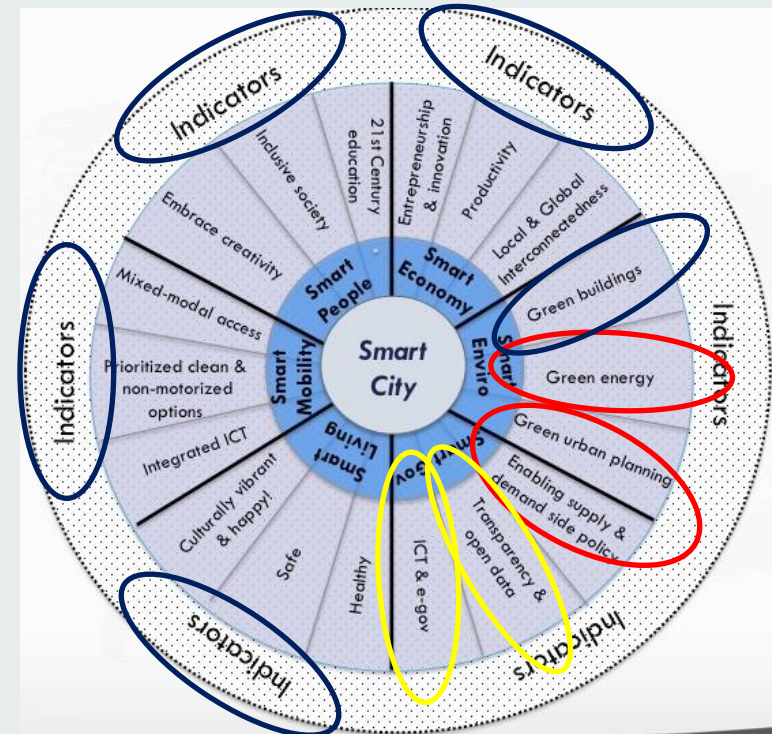 Smart
City
Smart
People
Smart
Economy
Smart
Enviro
Smart Gov
Smart
Living
Smart
Mobility
21st Century
education
Inclusive society
Embrace creativity
Entrepreneurship
& innovation
Productivity
Local & Global
Interconnectedness
Green buildings
Green energy
Green urban planning
Enabling supply &
demand side policy
Transparency &
open data
ICT & e-gov
Healthy
Safe
Culturally vibrant
& happy!
Integrated ICT
Prioritized clean &
non-motorized
options
Mixed-modal access
Indicators
Indicators
Indicators
Indicators
Indicators
Indicators